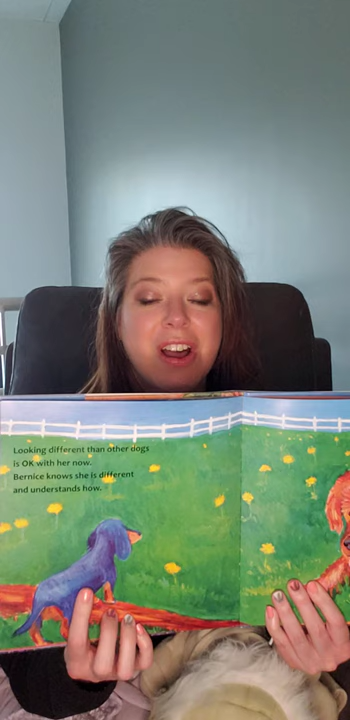 Looking different than other dogs
is OK with her now.
Bernice knows she is different
and understands how.